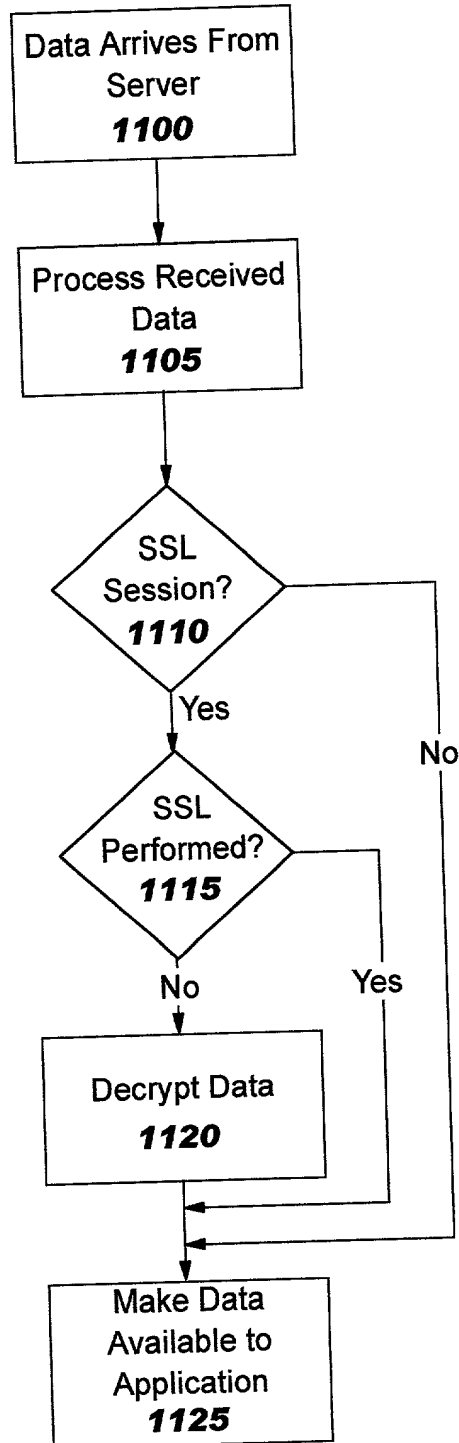 Data Arrives From
Server
1100
Process Received
Data
1105
SSL
Session?
1110
Yes
No
SSL
Performed?
1115
No
Yes
Decrypt Data
1120
Make Data
Available to
Application
1125